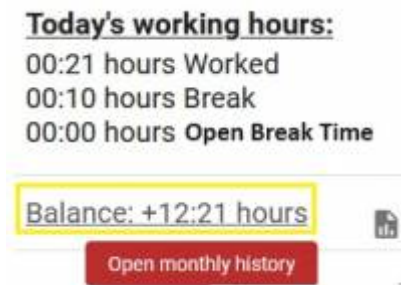 Today's working hours:
00:21 hours Worked
00:10 hours Break
00:00 hours Open Break Time
Balance: +12:21 hours
Open monthly history